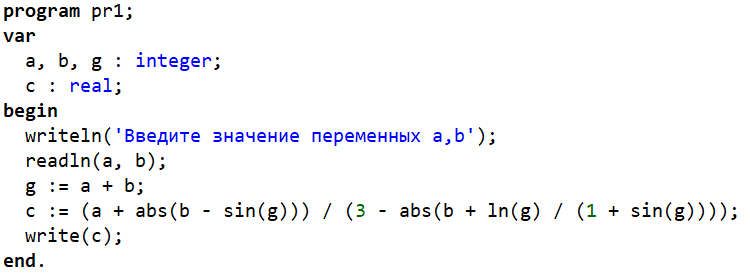 program pr1;
var
  a, b, g : integer;
  c : real;
begin
  writeln('Введите значение переменных a,b');
  readln(a, b);
  g := a + b;
  c := (a + abs(b - sin(g))) / (3 - abs(b + ln(g) / (1 + sin(g))));
  write(c);
end.